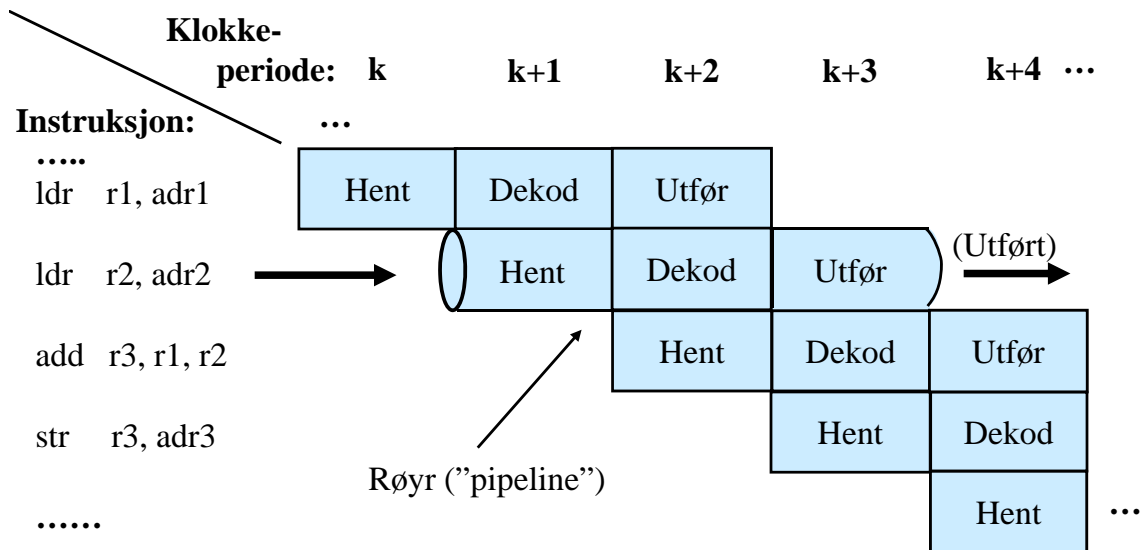 Klokke-
periode: k k+1 k+2 k+3 k+4 …
Instruksjon: …
…..
ldr r1, adr1 Hent Dekod Utfør
ldr r2, adr2 Hent Dekod Utfør (Utført)
add r3, r1, r2 Hent Dekod Utfør
str r3, adr3 Hent Dekod
Røyr (”pipeline”)
…… Hent …